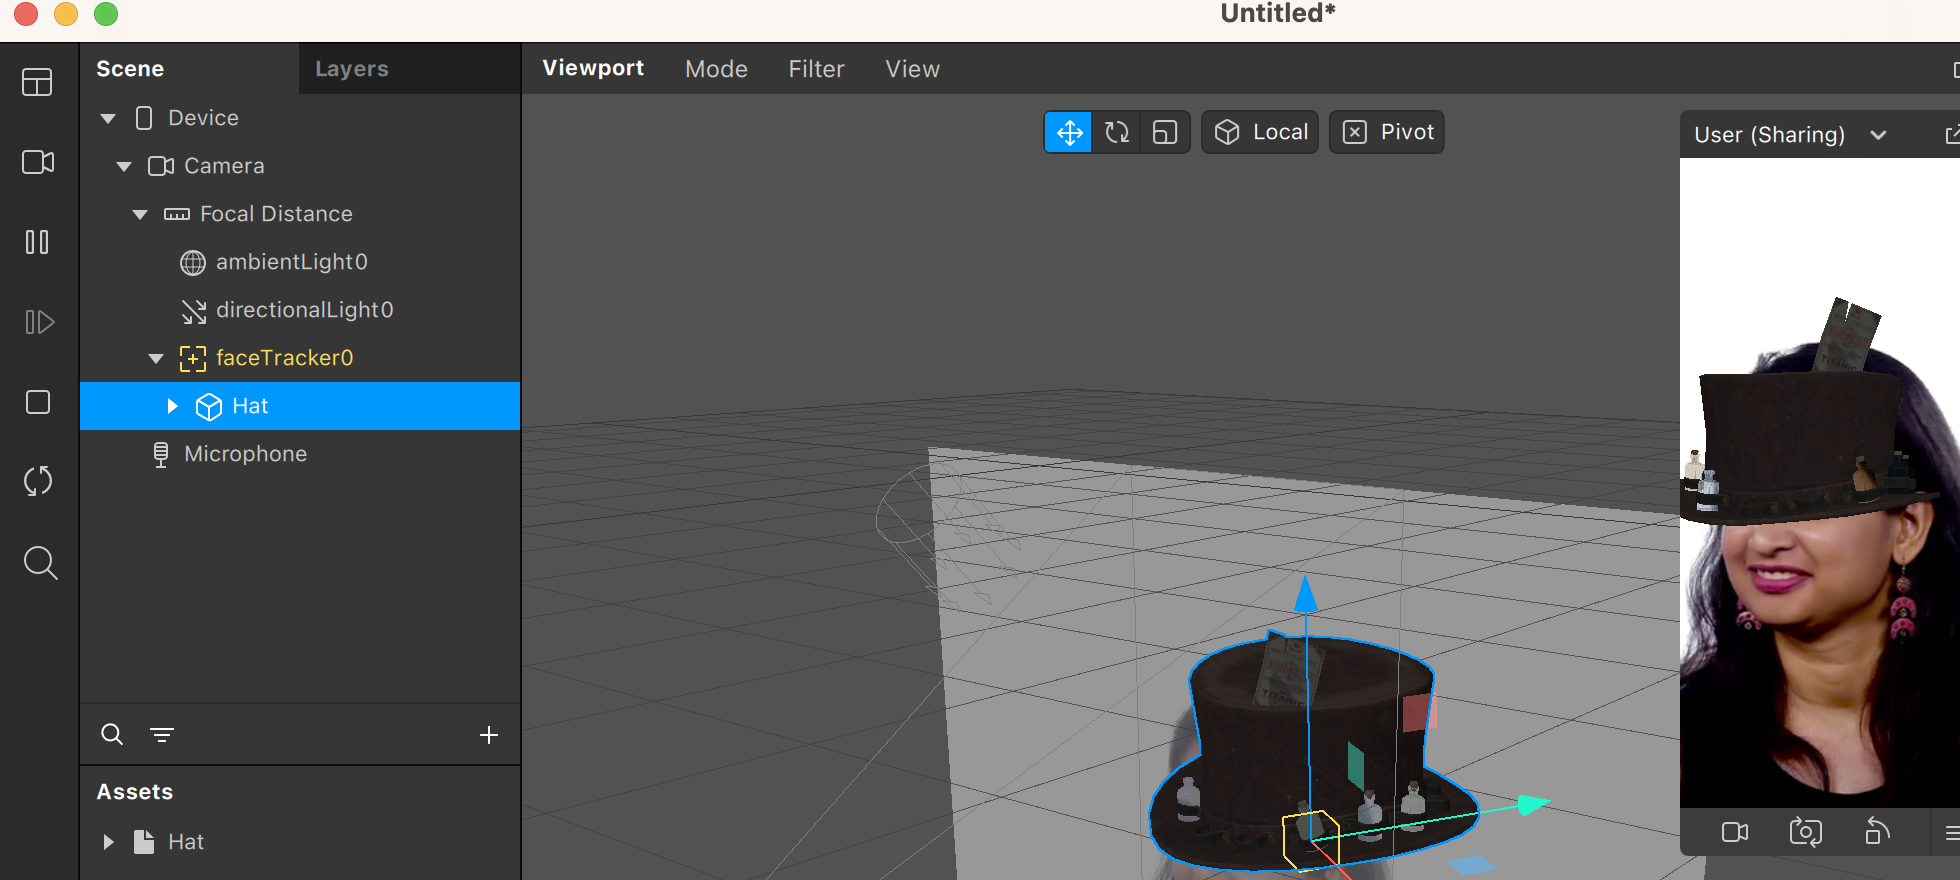 Untitled*
Scene
Layers
Viewport
Mode
Filter
View
Device
Camera
Focal Distance
ambientLight0
directionalLight0
faceTracker0
Hat
Microphone
Local
Pivot
User (Sharing)
TITANIC
Assets
Hat